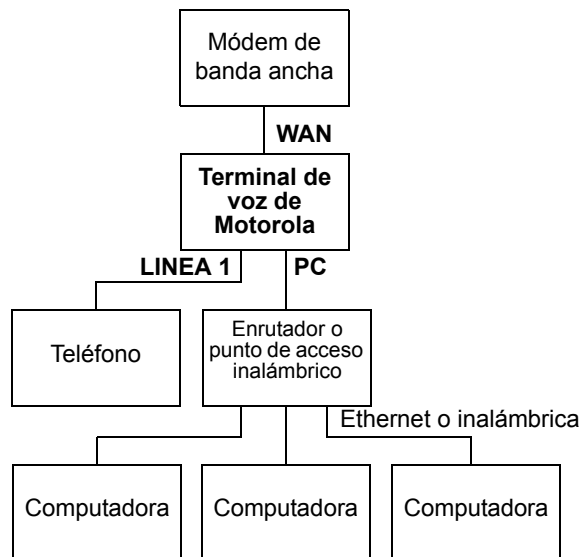 Módem de
banda ancha
WAN
Terminal de
voz de
Motorola
LINEA 1
PC
Teléfono
Enrutador o
punto de acceso
inalámbrico
Ethernet o inalámbrica
Computadora
Computadora
Computadora